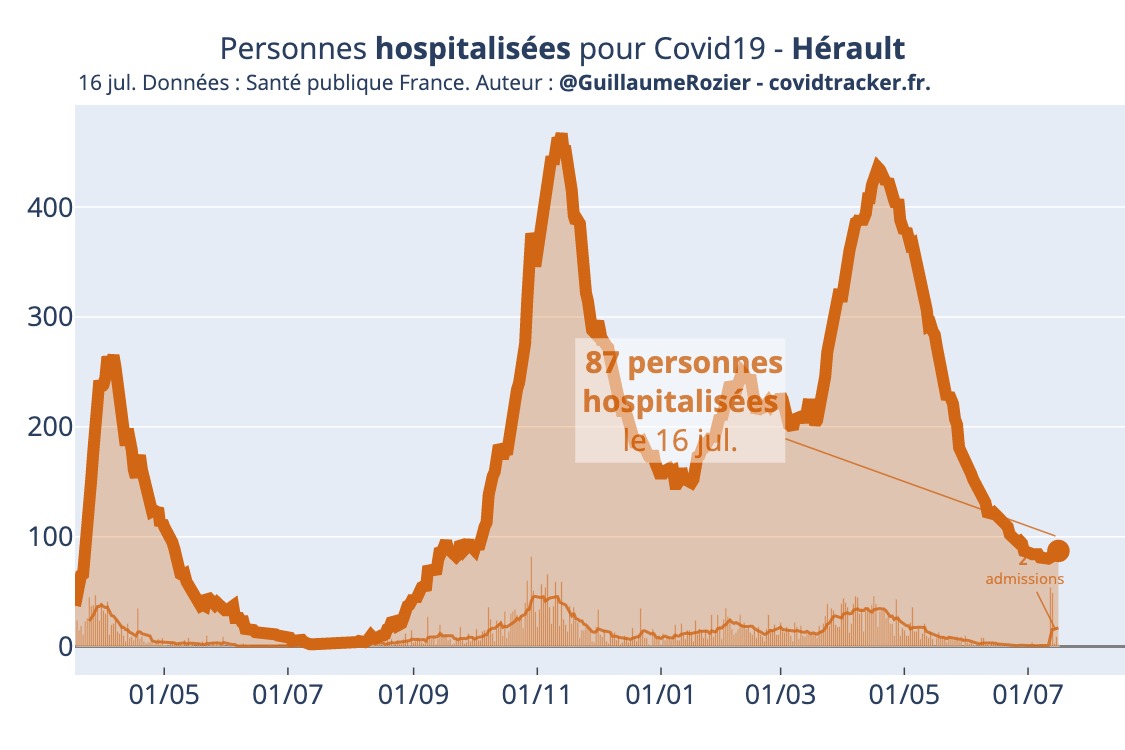 Personnes hospitalisées pour Covid19 - Hérault
16 jul. Données : Santé publique France. Auteur : @GuillaumeRozier - covidtracker.fr.
400
300
200
100
0
87 personnes
hospitalisées
le 16 jul.
2
admissions
01/05
01/07
01/09
01/11
01/01
01/03
01/05
01/07